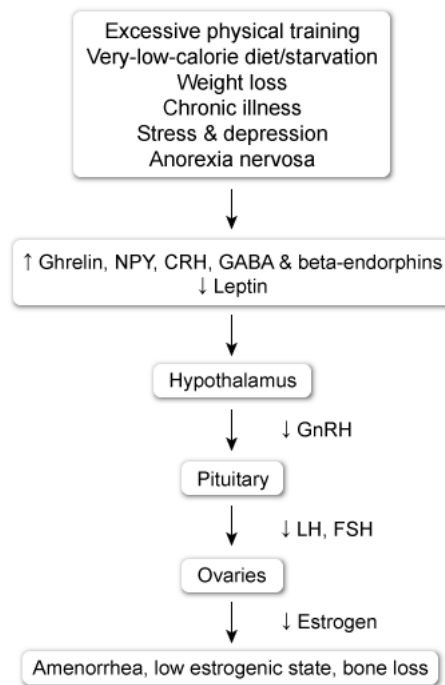 Excessive physical training
Very-low-calorie diet/starvation
Weight loss
Chronic illness
Stress & depression
Anorexia nervosa
↑ Ghrelin, NPY, CRH, GABA & beta-endorphins
↓ Leptin
Hypothalamus
↓ GnRH
Pituitary
↓ LH, FSH
Ovaries
↓ Estrogen
Amenorrhea, low estrogenic state, bone loss